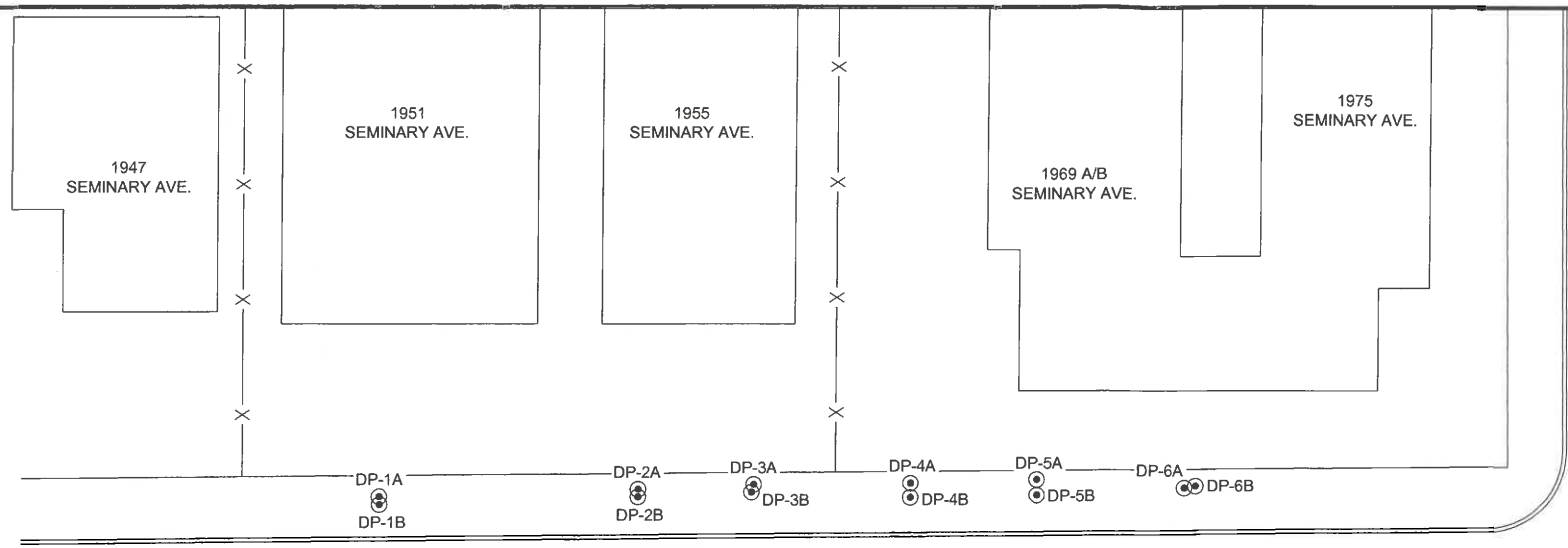 1947
SEMINARY AVE.
1951
SEMINARY AVE.
1955
SEMINARY AVE.
1969 A/B
SEMINARY AVE.
1975
SEMINARY AVE.
DP-1A
DP-1B
DP-2A
DP-2B
DP-3A
DP-3B
DP-4A
DP-4B
DP-5A
DP-5B
DP-6A
DP-6B